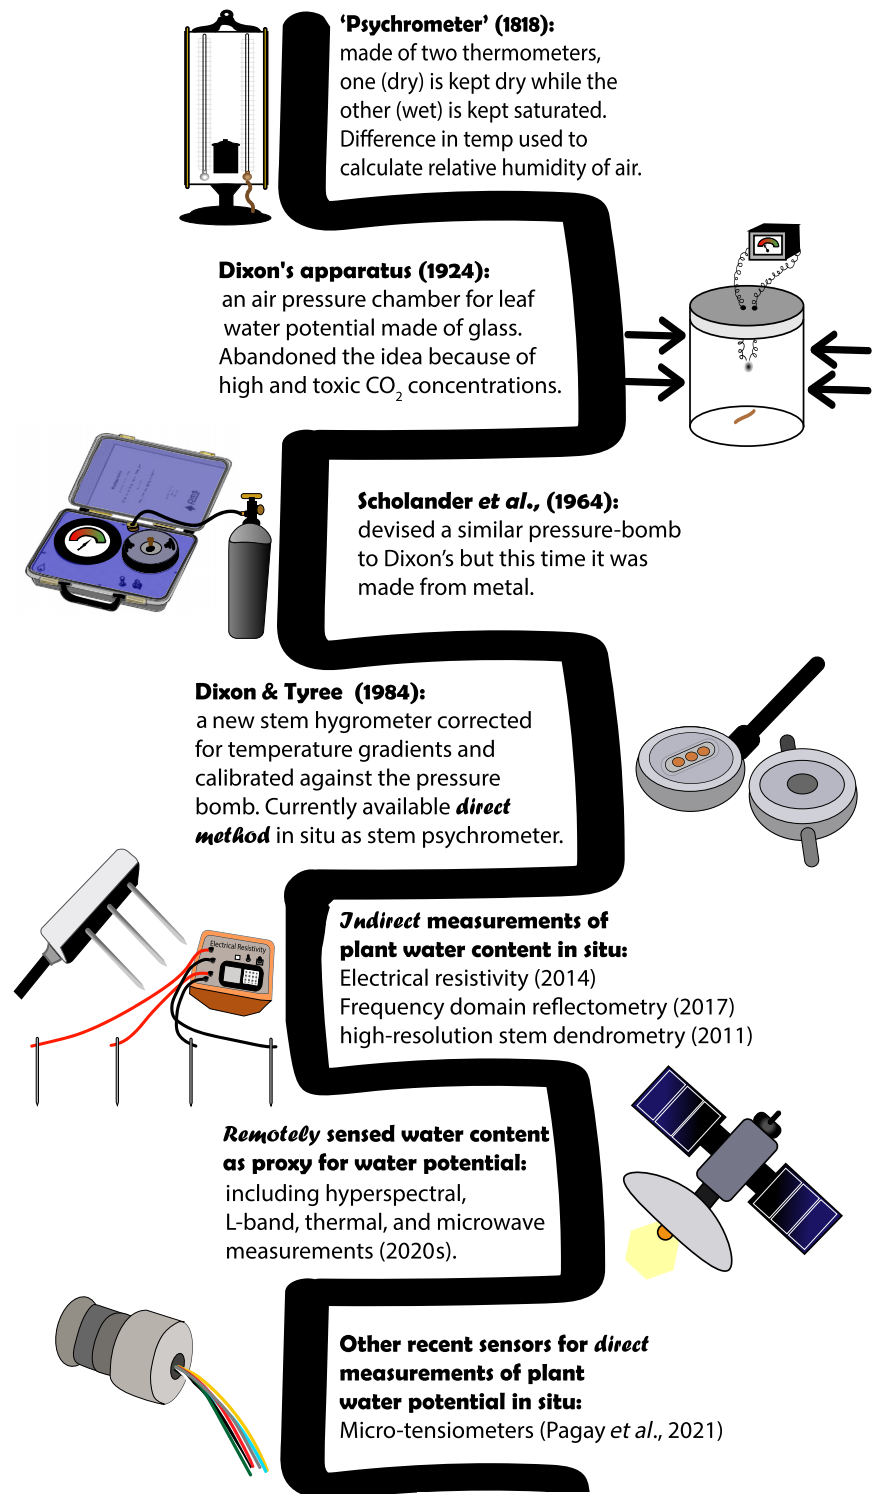 ‘Psychrometer’ (1818):
made of two thermometers,
one (dry) is kept dry while the
other (wet) is kept saturated.
Difference in temp used to
calculate relative humidity of air.
Dixon's apparatus (1924):
an air pressure chamber for leaf
water potential made of glass.
Abandoned the idea because of
high and toxic CO2 concentrations.
Scholander et al., (1964):
devised a similar pressure-bomb
to Dixon’s but this time it was
made from metal.
Dixon & Tyree (1984):
a new stem hygrometer corrected
for temperature gradients and
calibrated against the pressure
bomb. Currently available direct
method in situ as stem psychrometer.
Electrical Resistivity
Indirect measurements of
plant water content in situ:
Electrical resistivity (2014)
Frequency domain reflectometry (2017)
high-resolution stem dendrometry (2011)
Remotely sensed water content
as proxy for water potential:
including hyperspectral,
L-band, thermal, and microwave
measurements (2020s).
Other recent sensors for direct
measurements of plant
water potential in situ:
Micro-tensiometers (Pagay et al., 2021)